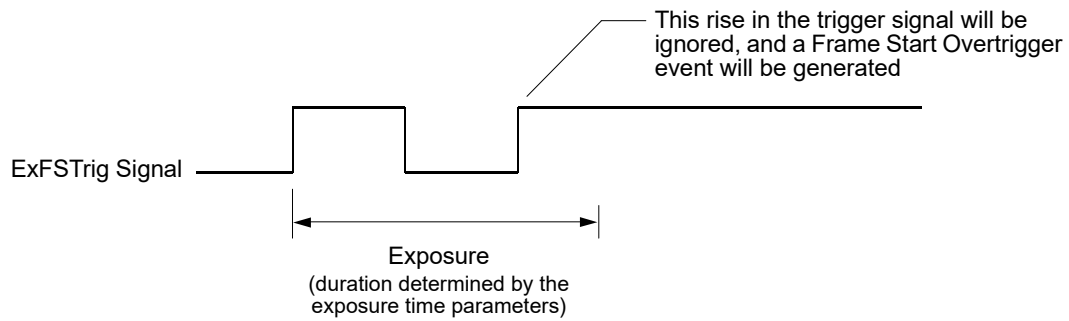 This rise in the trigger signal will be
ignored, and a Frame Start Overtrigger
event will be generated
ExFSTrig Signal
Exposure
(duration determined by the
exposure time parameters)